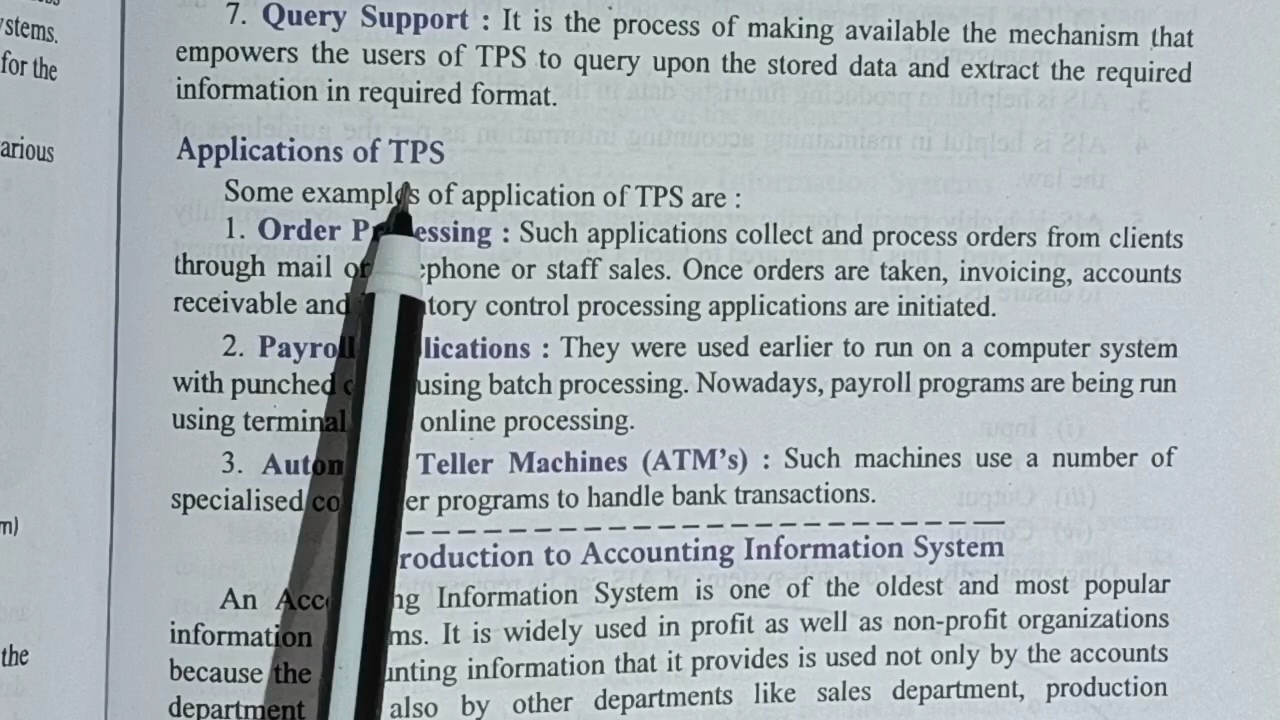 ystems.
for the
arious
m)
the
7. Query Support : It is the process of making available the mechanism that
empowers the users of TPS to query upon the stored data and extract the required
information in required format.
Applications of TPS
Some examples of application of TPS are :
1. Order P essing : Such applications collect and process orders from clients
through mail or ephone or staff sales. Once orders are taken, invoicing, accounts
receivable and tory control processing applications are initiated.
2. Payroll lications : They were used earlier to run on a computer system
with punched using batch processing. Nowadays, payroll programs are being run
using terminal online processing.
3. Autom Teller Machines (ATM's) : Such machines use a number of
specialised co er programs to handle bank transactions.
roduction to Accounting Information System
An Acco ng Information System is one of the oldest and most popular
information ms. It is widely used in profit as well as non-profit organizations
because the unting information that it provides is used not only by the accounts
department also by other departments like sales department, production